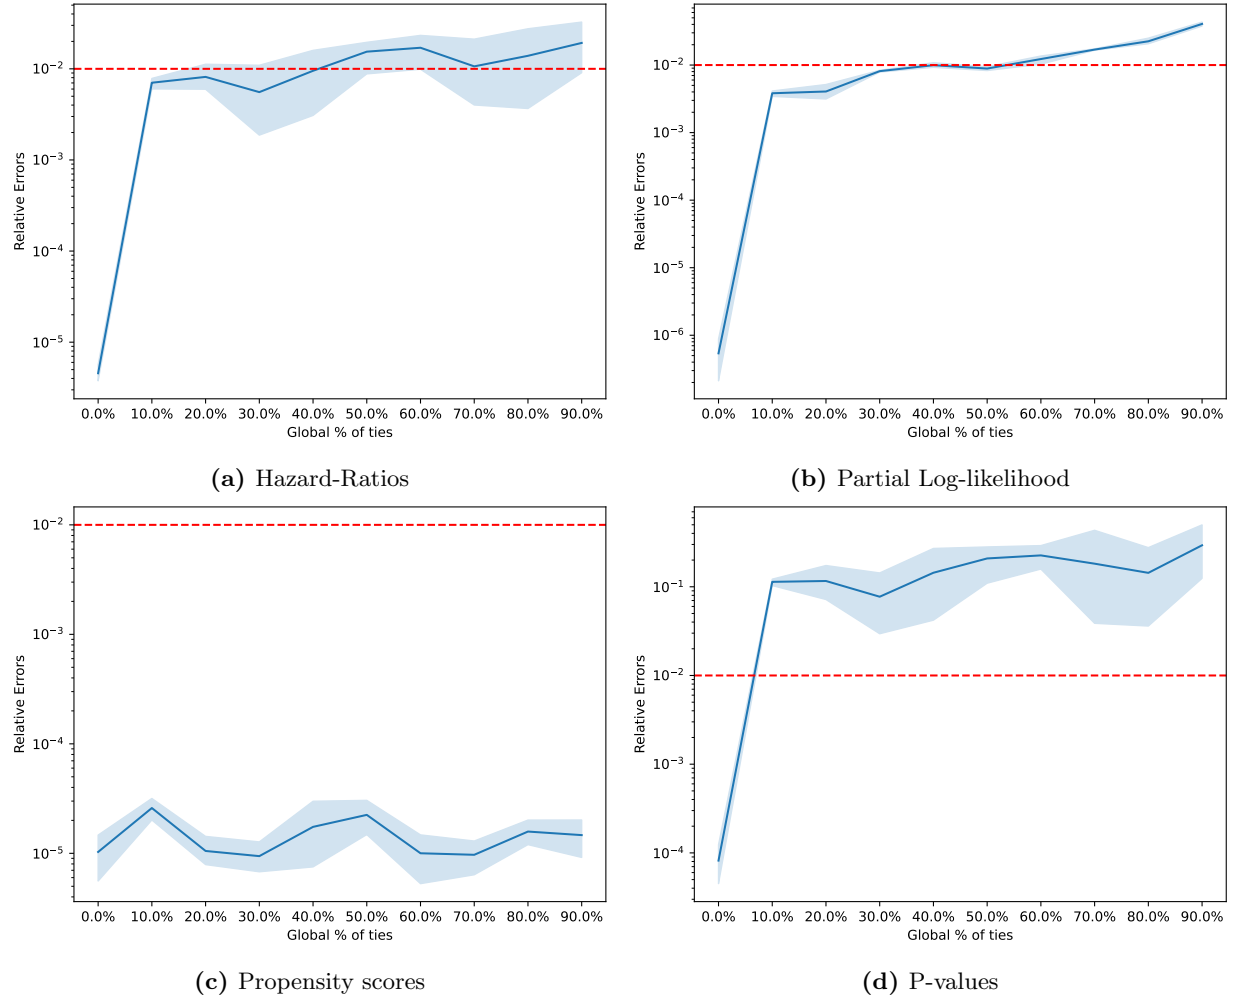 10⁻²
10⁻³
10⁻⁴
10⁻⁵
Relative Errors
0.0% 10.0% 20.0% 30.0% 40.0% 50.0% 60.0% 70.0% 80.0% 90.0%
Global % of ties
(a) Hazard-Ratios
10⁻²
10⁻³
10⁻⁴
10⁻⁵
10⁻⁶
Relative Errors
0.0% 10.0% 20.0% 30.0% 40.0% 50.0% 60.0% 70.0% 80.0% 90.0%
Global % of ties
(b) Partial Log-likelihood
10⁻²
10⁻³
10⁻⁴
10⁻⁵
Relative Errors
0.0% 10.0% 20.0% 30.0% 40.0% 50.0% 60.0% 70.0% 80.0% 90.0%
Global % of ties
(c) Propensity scores
10⁻¹
10⁻²
10⁻³
10⁻⁴
Relative Errors
0.0% 10.0% 20.0% 30.0% 40.0% 50.0% 60.0% 70.0% 80.0% 90.0%
Global % of ties
(d) P-values